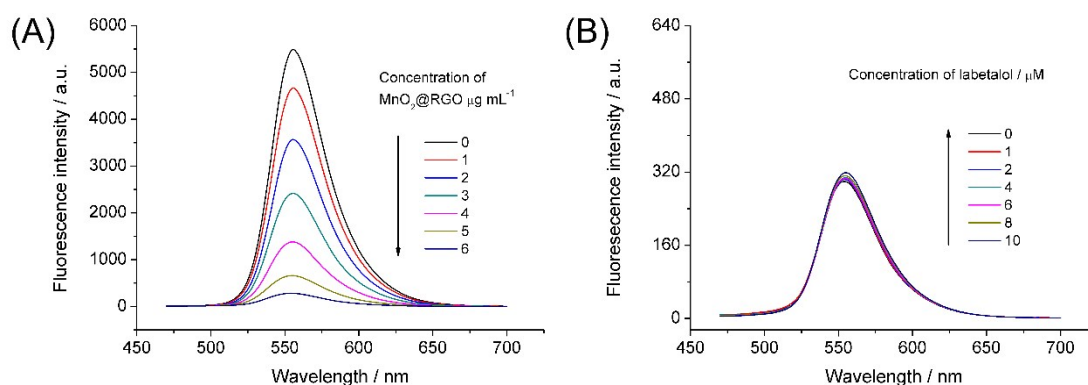 (A)
6000
5000
4000
3000
2000
1000
0
Fluorescence intensity / a.u.
Concentration of
MnO₂@RGO μg mL⁻¹
0
1
2
3
4
5
6
450 500 550 600 650 700
Wavelength / nm
(B)
640
480
320
160
0
Fluoresecence intensity / a.u.
Concentration of labetalol / μM
0
1
2
4
6
8
10
450 500 550 600 650 700
Wavelength / nm